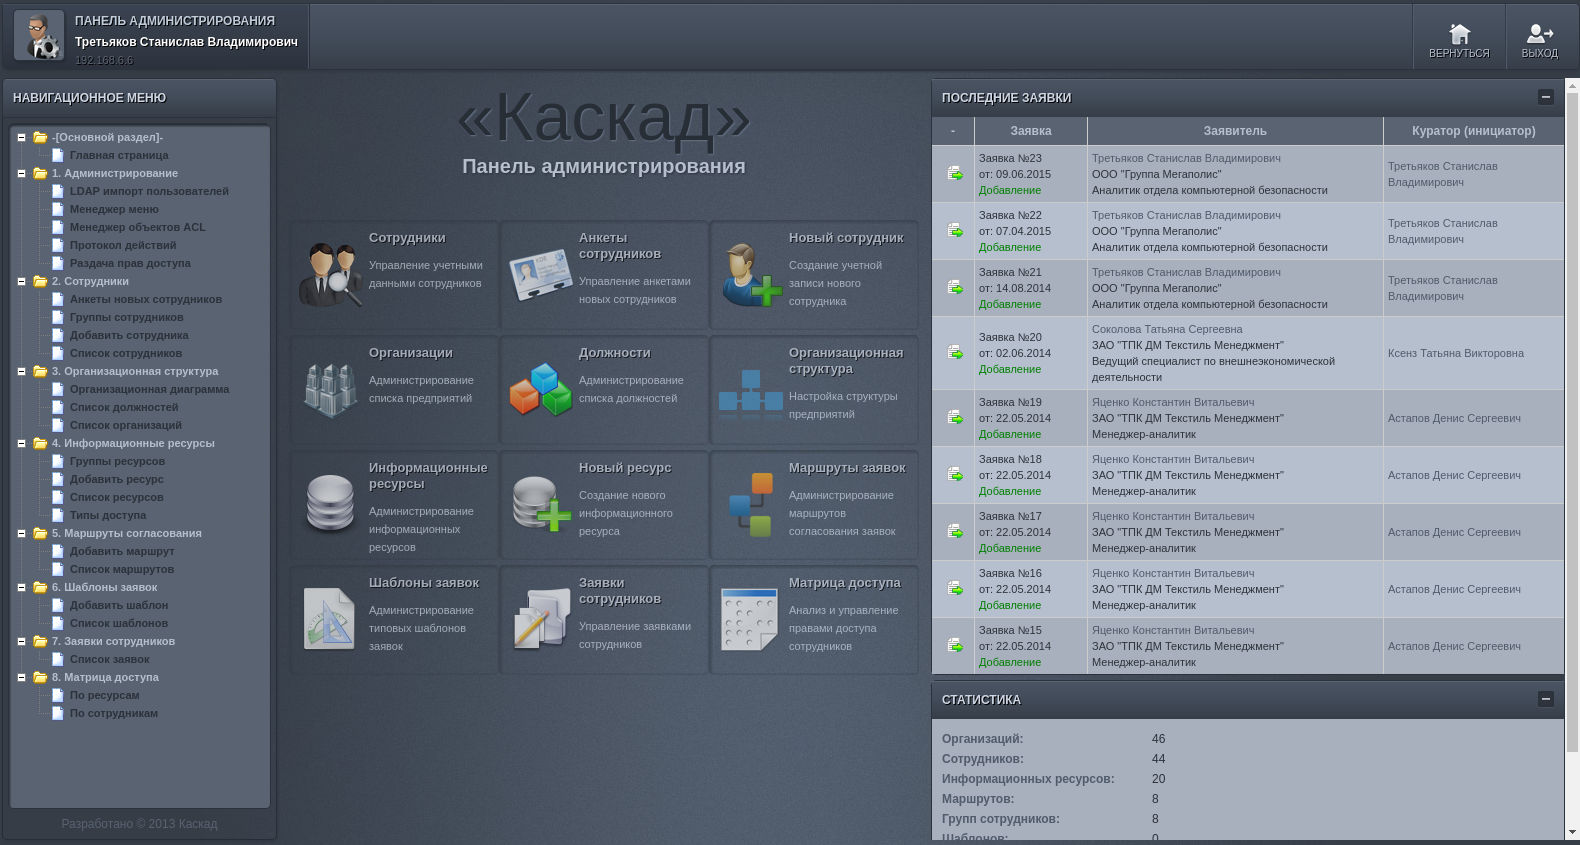 ПАНЕЛЬ АДМИНИСТРИРОВАНИЯ
Третьяков Станислав Владимирович
192.168.6.6
ВЕРНУТЬСЯ
ВЫХОД
НАВИГАЦИОННОЕ МЕНЮ
-[Основной раздел]-
Главная страница
1. Администрирование
LDAP импорт пользователей
Менеджер меню
Менеджер объектов ACL
Протокол действий
Раздача прав доступа
2. Сотрудники
Анкеты новых сотрудников
Группы сотрудников
Добавить сотрудника
Список сотрудников
3. Организационная структура
Организационная диаграмма
Список должностей
Список организаций
4. Информационные ресурсы
Группы ресурсов
Добавить ресурс
Список ресурсов
Типы доступа
5. Маршруты согласования
Добавить маршрут
Список маршрутов
6. Шаблоны заявок
Добавить шаблон
Список шаблонов
7. Заявки сотрудников
Список заявок
8. Матрица доступа
По ресурсам
По сотрудникам
Разработано © 2013 Каскад
«Каскад»
Панель администрирования
Сотрудники
Управление учетными
данными сотрудников
Анкеты
сотрудников
Управление анкетами
новых сотрудников
Новый сотрудник
Создание учетной
записи нового
сотрудника
Организации
Администрирование
списка предприятий
Должности
Администрирование
списка должностей
Организационная
структура
Настройка структуры
предприятий
Информационные
ресурсы
Администрирование
информационных
ресурсов
Новый ресурс
Создание нового
информационного
ресурса
Маршруты заявок
Администрирование
маршрутов
согласования заявок
Шаблоны заявок
Администрирование
типовых шаблонов
заявок
Заявки
сотрудников
Управление заявками
сотрудников
Матрица доступа
Анализ и управление
правами доступа
сотрудников
ПОСЛЕДНИЕ ЗАЯВКИ
- Заявка Заявитель Куратор (инициатор)
Заявка №23
от: 09.06.2015
Добавление
Третьяков Станислав Владимирович
ООО "Группа Мегаполис"
Аналитик отдела компьютерной безопасности
Третьяков Станислав
Владимирович
Заявка №22
от: 07.04.2015
Добавление
Третьяков Станислав Владимирович
ООО "Группа Мегаполис"
Аналитик отдела компьютерной безопасности
Третьяков Станислав
Владимирович
Заявка №21
от: 14.08.2014
Добавление
Третьяков Станислав Владимирович
ООО "Группа Мегаполис"
Аналитик отдела компьютерной безопасности
Третьяков Станислав
Владимирович
Заявка №20
от: 02.06.2014
Добавление
Соколова Татьяна Сергеевна
ЗАО "ТПК ДМ Текстиль Менеджмент"
Ведущий специалист по внешнеэкономической
деятельности
Ксенз Татьяна Викторовна
Заявка №19
от: 22.05.2014
Добавление
Яценко Константин Витальевич
ЗАО "ТПК ДМ Текстиль Менеджмент"
Менеджер-аналитик
Астапов Денис Сергеевич
Заявка №18
от: 22.05.2014
Добавление
Яценко Константин Витальевич
ЗАО "ТПК ДМ Текстиль Менеджмент"
Менеджер-аналитик
Астапов Денис Сергеевич
Заявка №17
от: 22.05.2014
Добавление
Яценко Константин Витальевич
ЗАО "ТПК ДМ Текстиль Менеджмент"
Менеджер-аналитик
Астапов Денис Сергеевич
Заявка №16
от: 22.05.2014
Добавление
Яценко Константин Витальевич
ЗАО "ТПК ДМ Текстиль Менеджмент"
Менеджер-аналитик
Астапов Денис Сергеевич
Заявка №15
от: 22.05.2014
Добавление
Яценко Константин Витальевич
ЗАО "ТПК ДМ Текстиль Менеджмент"
Менеджер-аналитик
Астапов Денис Сергеевич
СТАТИСТИКА
Организаций: 46
Сотрудников: 44
Информационных ресурсов: 20
Маршрутов: 8
Групп сотрудников: 8
Шаблонов: 0